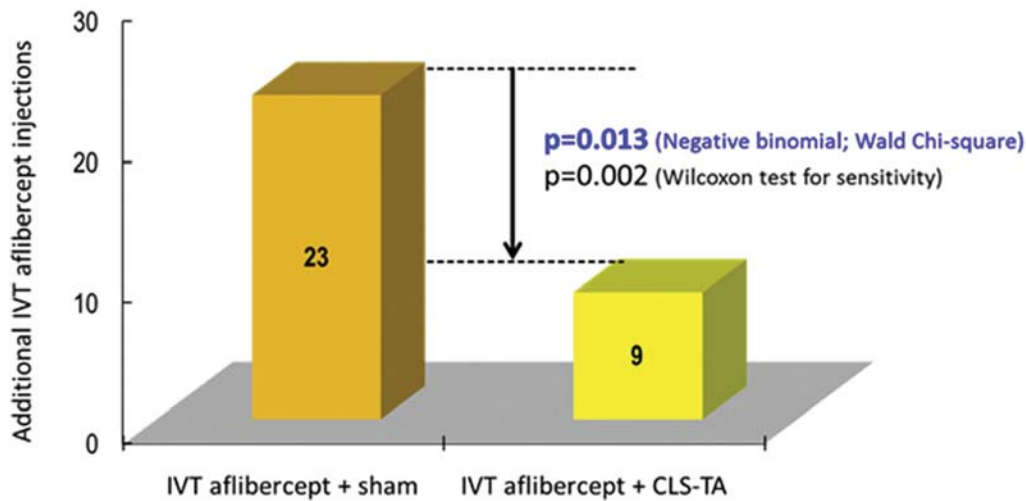 30
20
10
0
Additional IVT aflibercept injections
23
9
p=0.013 (Negative binomial; Wald Chi-square)
p=0.002 (Wilcoxon test for sensitivity)
IVT aflibercept + sham
IVT aflibercept + CLS-TA